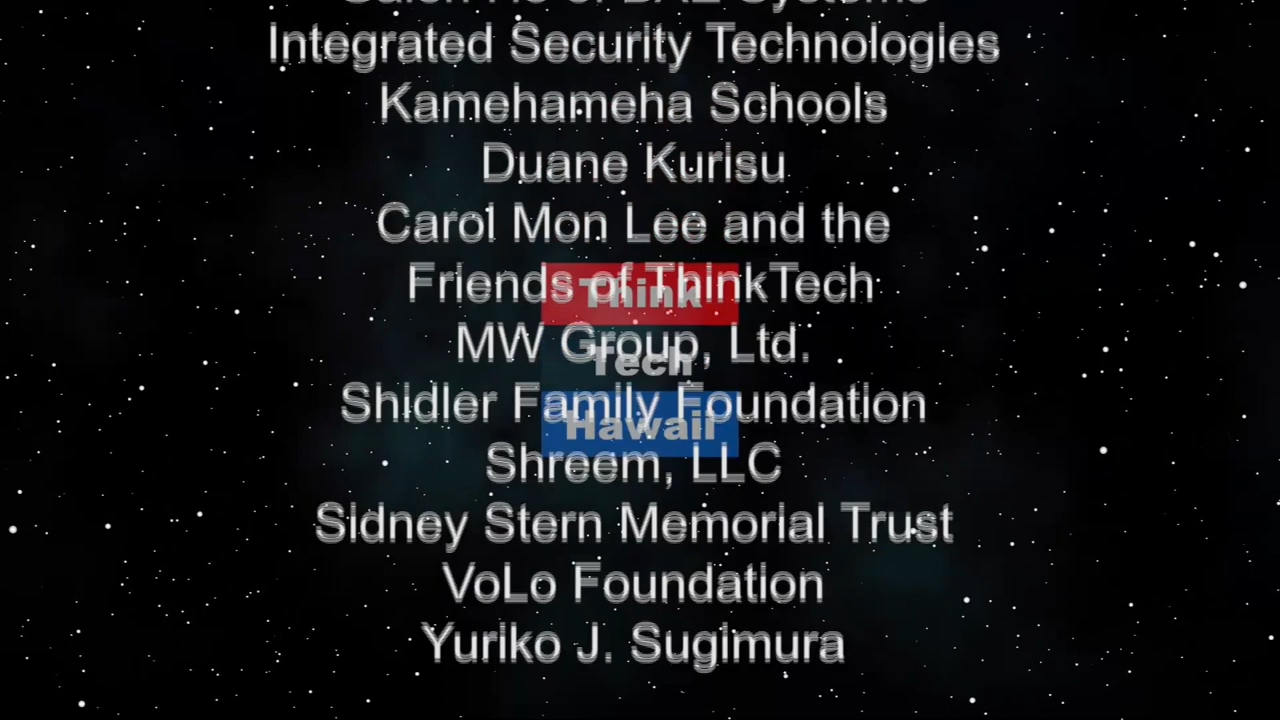 Integrated Security Technologies
Kamehameha Schools
Duane Kurisu
Carol Mon Lee and the
Friends of ThinkTech
MW Group, Ltd.
Shidler Family Foundation
Shreem, LLC
Sidney Stern Memorial Trust
VoLo Foundation
Yuriko J. Sugimura
Think
Tech
Hawaii